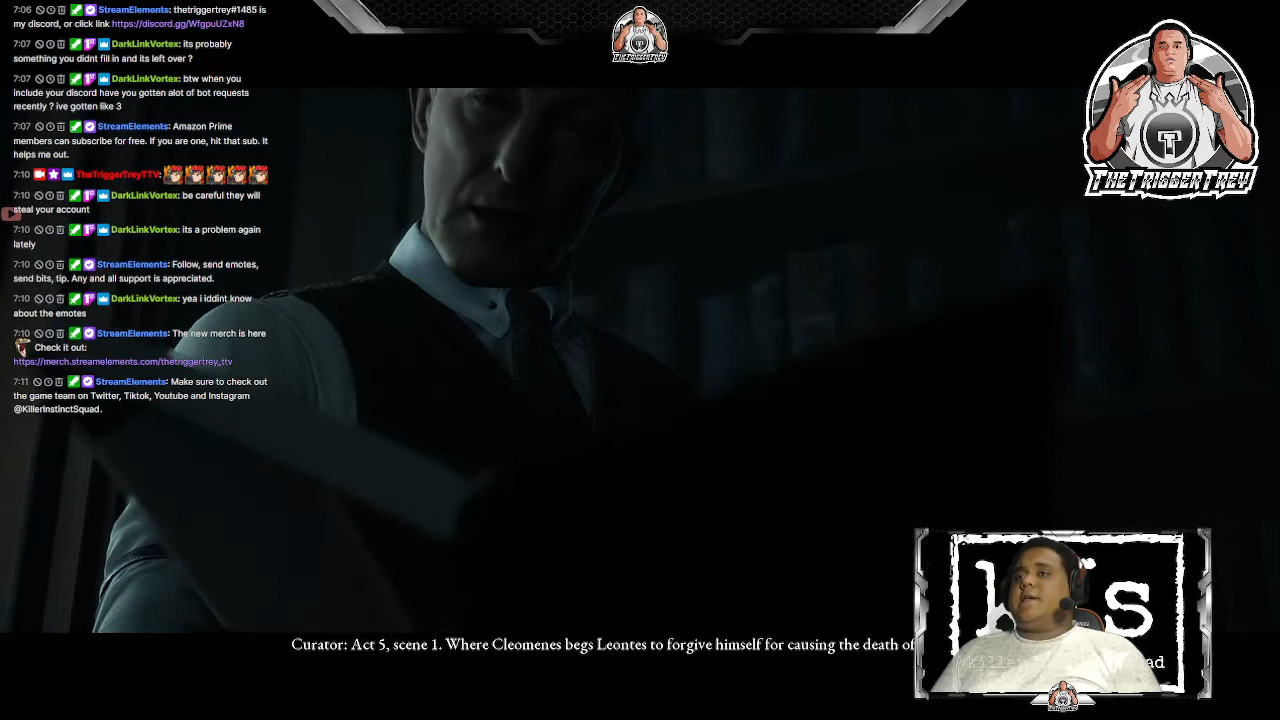 7:06 StreamElements: thetriggertrey#1485 is
my discord, or click link https://discord.gg/WfgpuUZxN8
7:07 DarkLinkVortex: its probably
something you didnt fill in and its left over ?
7:07 DarkLinkVortex: btw when you
include your discord have you gotten alot of bot requests
recently ? ive gotten like 3
7:07 StreamElements: Amazon Prime
members can subscribe for free. If you are one, hit that sub. It
helps me out.
7:10 TheTriggerTreyTTV:
7:10 DarkLinkVortex: be careful they will
steal your account
7:10 DarkLinkVortex: its a problem again
lately
7:10 StreamElements: Follow, send emotes,
send bits, tip. Any and all support is appreciated.
7:10 DarkLinkVortex: yea i iddint know
about the emotes
7:10 StreamElements: The new merch is here
Check it out:
https://merch.streamelements.com/thetriggertrey_ttv
7:11 StreamElements: Make sure to check out
the game team on Twitter, Tiktok, Youtube and Instagram
@KillerInstinctSquad.
THETRIGGERTREY
T
THETRIGGERTREY
Curator: Act 5, scene 1. Where Cleomenes begs Leontes to forgive himself for causing the death of